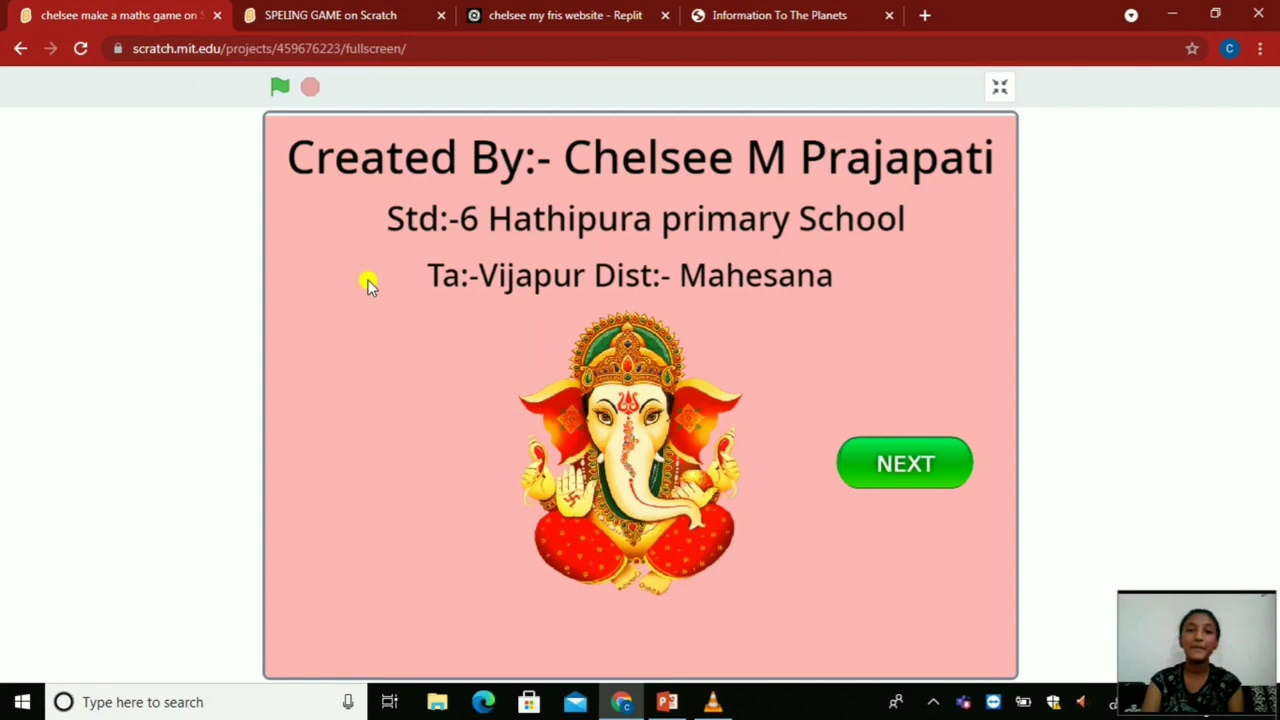 chelsee make a maths game on S
SPELING GAME on Scratch
chelsee my fris website - Replit
Information To The Planets
scratch.mit.edu/projects/459676223/fullscreen/
C
Created By:- Chelsee M Prajapati
Std:-6 Hathipura primary School
Ta:-Vijapur Dist:- Mahesana
NEXT
Type here to search